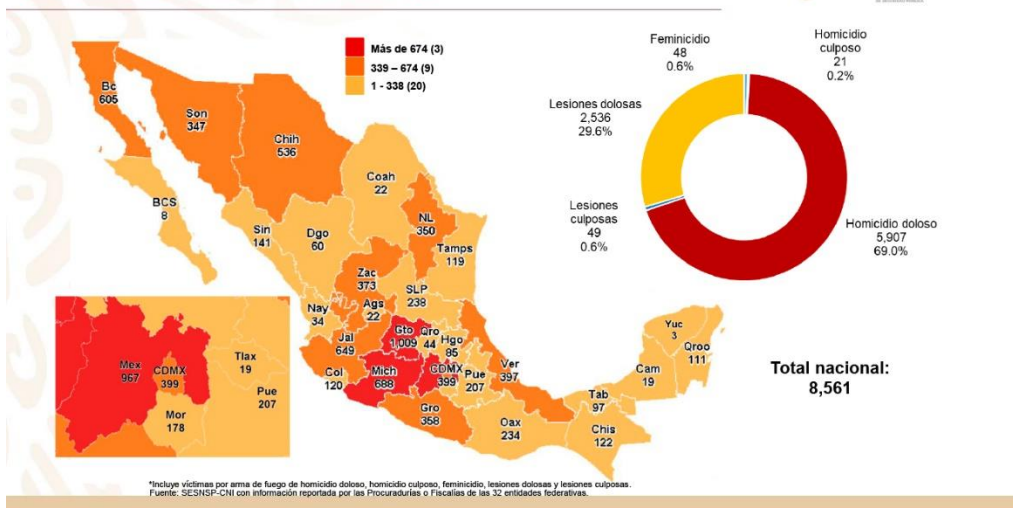 Más de 674 (3)
339 – 674 (9)
1 - 338 (20)
Bc
605
Son
347
Chih
536
Coah
22
BCS
8
Sin
141
Dgo
60
NL
350
Tamps
119
Zac
373
SLP
238
Nay
34
Ags
22
Jal
649
Gto
1,009
Qro
44
Hgo
85
Col
120
Mich
688
CDMX
399
Pue
207
Ver
397
Gro
358
Oax
234
Tab
97
Chis
122
Cam
19
Yuc
3
Qroo
111
Mex
967
CDMX
399
Tlax
19
Pue
207
Mor
178
Feminicidio
48
0.6%
Homicidio
culposo
21
0.2%
Lesiones dolosas
2,536
29.6%
Lesiones
culposas
49
0.6%
Homicidio doloso
5,907
69.0%
Total nacional:
8,561
*Incluye víctimas por arma de fuego de homicidio doloso, homicidio culposo, feminicidio, lesiones dolosas y lesiones culposas.
Fuente: SESNSP-CNI con información reportada por las Procuradurías o Fiscalías de las 32 entidades federativas.